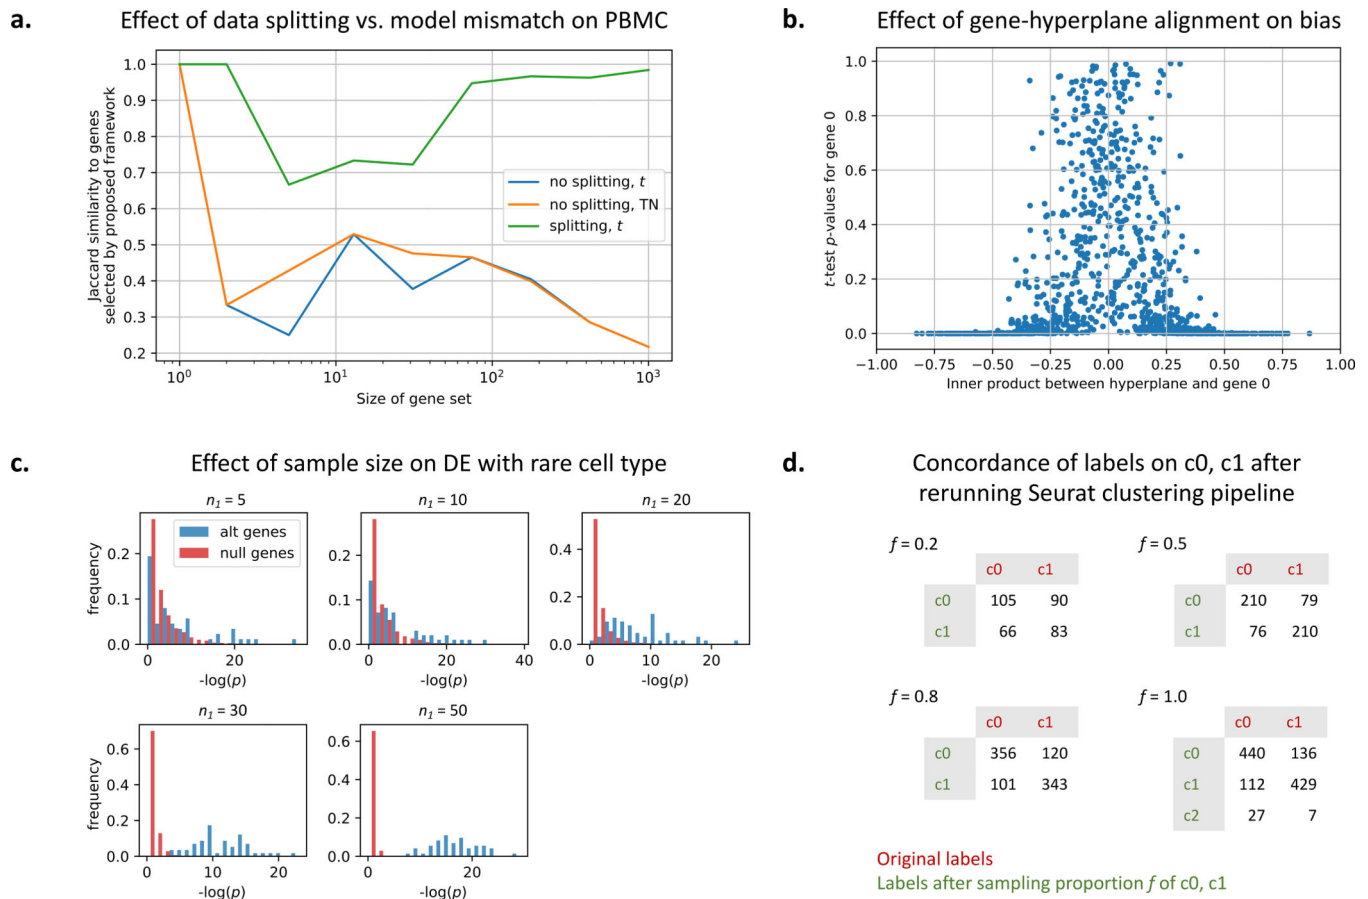 a.
Effect of data splitting vs. model mismatch on PBMC
Jaccard similarity to genes
selected by proposed framework
1.0
0.9
0.8
0.7
0.6
0.5
0.4
0.3
0.2
no splitting, t
no splitting, TN
splitting, t
10⁰
10¹
10²
10³
Size of gene set
b.
Effect of gene-hyperplane alignment on bias
t-test p-values for gene 0
1.0
0.8
0.6
0.4
0.2
0.0
−1.00
−0.75
−0.50
−0.25
0.00
0.25
0.50
0.75
1.00
Inner product between hyperplane and gene 0
c.
Effect of sample size on DE with rare cell type
n₁ = 5
frequency
0.2
0.1
0.0
alt genes
null genes
0 20
-log(p)
n₁ = 10
0.2
0.1
0.0
0 20 40
-log(p)
n₁ = 20
0.4
0.2
0.0
0 10 20
-log(p)
n₁ = 30
frequency
0.6
0.4
0.2
0.0
0 10 20
-log(p)
n₁ = 50
0.6
0.4
0.2
0.0
0 20
-log(p)
d.
Concordance of labels on c0, c1 after
rerunning Seurat clustering pipeline
f = 0.2
c0 c1
c0 105 90
c1 66 83
f = 0.5
c0 c1
c0 210 79
c1 76 210
f = 0.8
c0 c1
c0 356 120
c1 101 343
f = 1.0
c0 c1
c0 440 136
c1 112 429
c2 27 7
Original labels
Labels after sampling proportion f of c0, c1